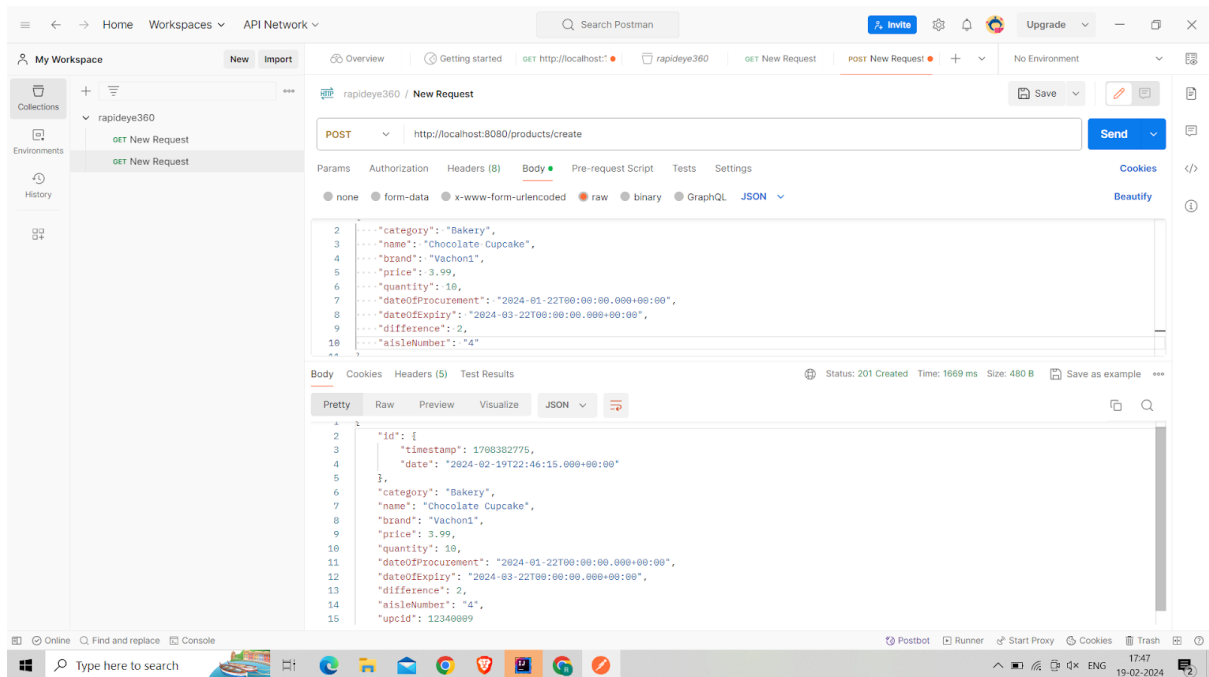 Home Workspaces API Network Search Postman Invite Upgrade
My Workspace New Import Overview Getting started GET http://localhost:' rapideye360 GET New Request POST New Request No Environment
Collections
rapideye360 / New Request Save
rapideye360
GET New Request
GET New Request
Environments
History
POST http://localhost:8080/products/create Send
Params Authorization Headers (8) Body Pre-request Script Tests Settings Cookies
none form-data x-www-form-urlencoded raw binary GraphQL JSON Beautify
2 "category": "Bakery",
3 "name": "Chocolate Cupcake",
4 "brand": "Vachon1",
5 "price": 3.99,
6 "quantity": 10,
7 "dateOfProcurement": "2024-01-22T00:00:00.000+00:00",
8 "dateOfExpiry": "2024-03-22T00:00:00.000+00:00",
9 "difference": 2,
10 "aisleNumber": "4"
Body Cookies Headers (5) Test Results Status: 201 Created Time: 1669 ms Size: 480 B Save as example
Pretty Raw Preview Visualize JSON
2 "id": {
3 "timestamp": 1708382775,
4 "date": "2024-02-19T22:46:15.000+00:00"
5 },
6 "category": "Bakery",
7 "name": "Chocolate Cupcake",
8 "brand": "Vachon1",
9 "price": 3.99,
10 "quantity": 10,
11 "dateOfProcurement": "2024-01-22T00:00:00.000+00:00",
12 "dateOfExpiry": "2024-03-22T00:00:00.000+00:00",
13 "difference": 2,
14 "aisleNumber": "4",
15 "upcid": 12340009
Online Find and replace Console Postbot Runner Start Proxy Cookies Trash
Type here to search ENG 17:47
19-02-2024